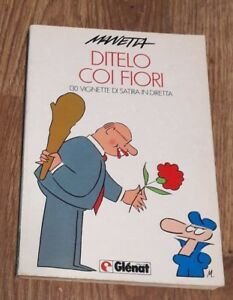 MANETTA
DITELO
COI FIORI
130 VIGNETTE DI SATIRA IN DIRETTA
M.
Glénat